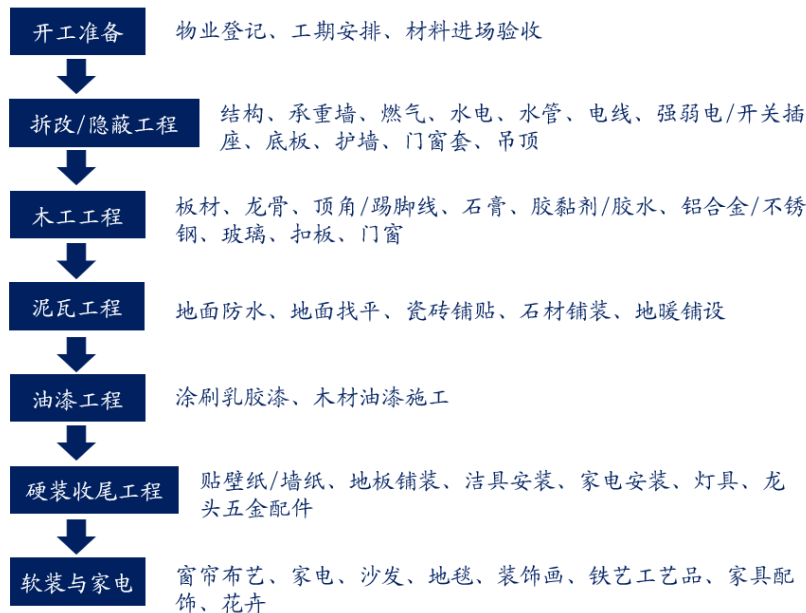 开工准备
物业登记、工期安排、材料进场验收
拆改/隐蔽工程
结构、承重墙、燃气、水电、水管、电线、强弱电/开关插
座、底板、护墙、门窗套、吊顶
木工工程
板材、龙骨、顶角/踢脚线、石膏、胶黏剂/胶水、铝合金/不锈
钢、玻璃、扣板、门窗
泥瓦工程
地面防水、地面找平、瓷砖铺贴、石材铺装、地暖铺设
油漆工程
涂刷乳胶漆、木材油漆施工
硬装收尾工程
贴壁纸/墙纸、地板铺装、洁具安装、家电安装、灯具、龙
头五金配件
软装与家电
窗帘布艺、家电、沙发、地毯、装饰画、铁艺工艺品、家具配
饰、花卉